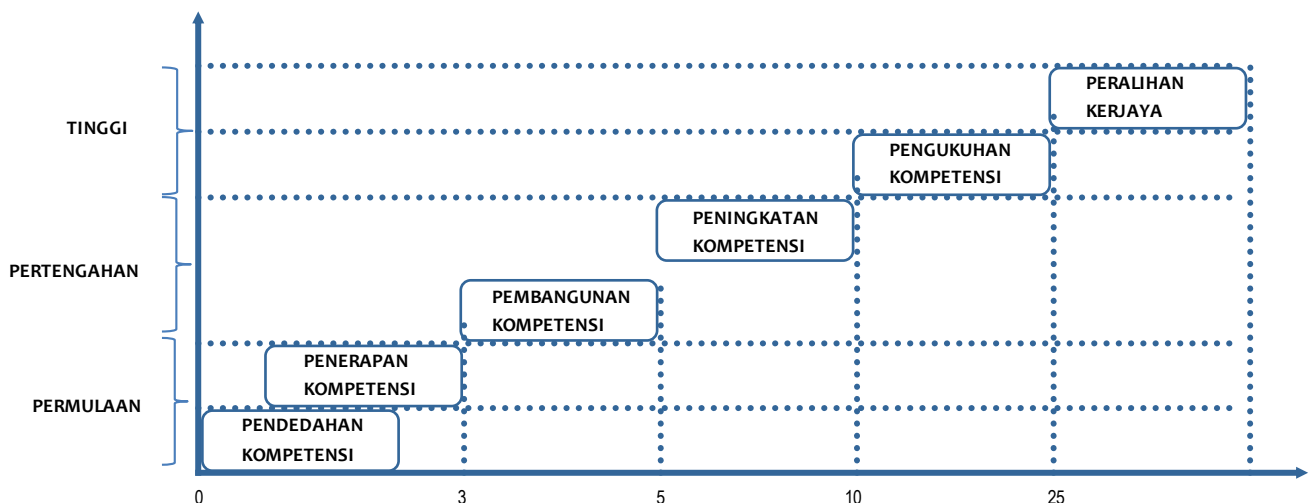 TINGGI
PERTENGAHAN
PERMULAAN
PERALIHAN
KERJAYA
PENGUKUHAN
KOMPETENSI
PENINGKATAN
KOMPETENSI
PEMBANGUNAN
KOMPETENSI
PENERAPAN
KOMPETENSI
PENDEDAHAN
KOMPETENSI
0 3 5 10 25